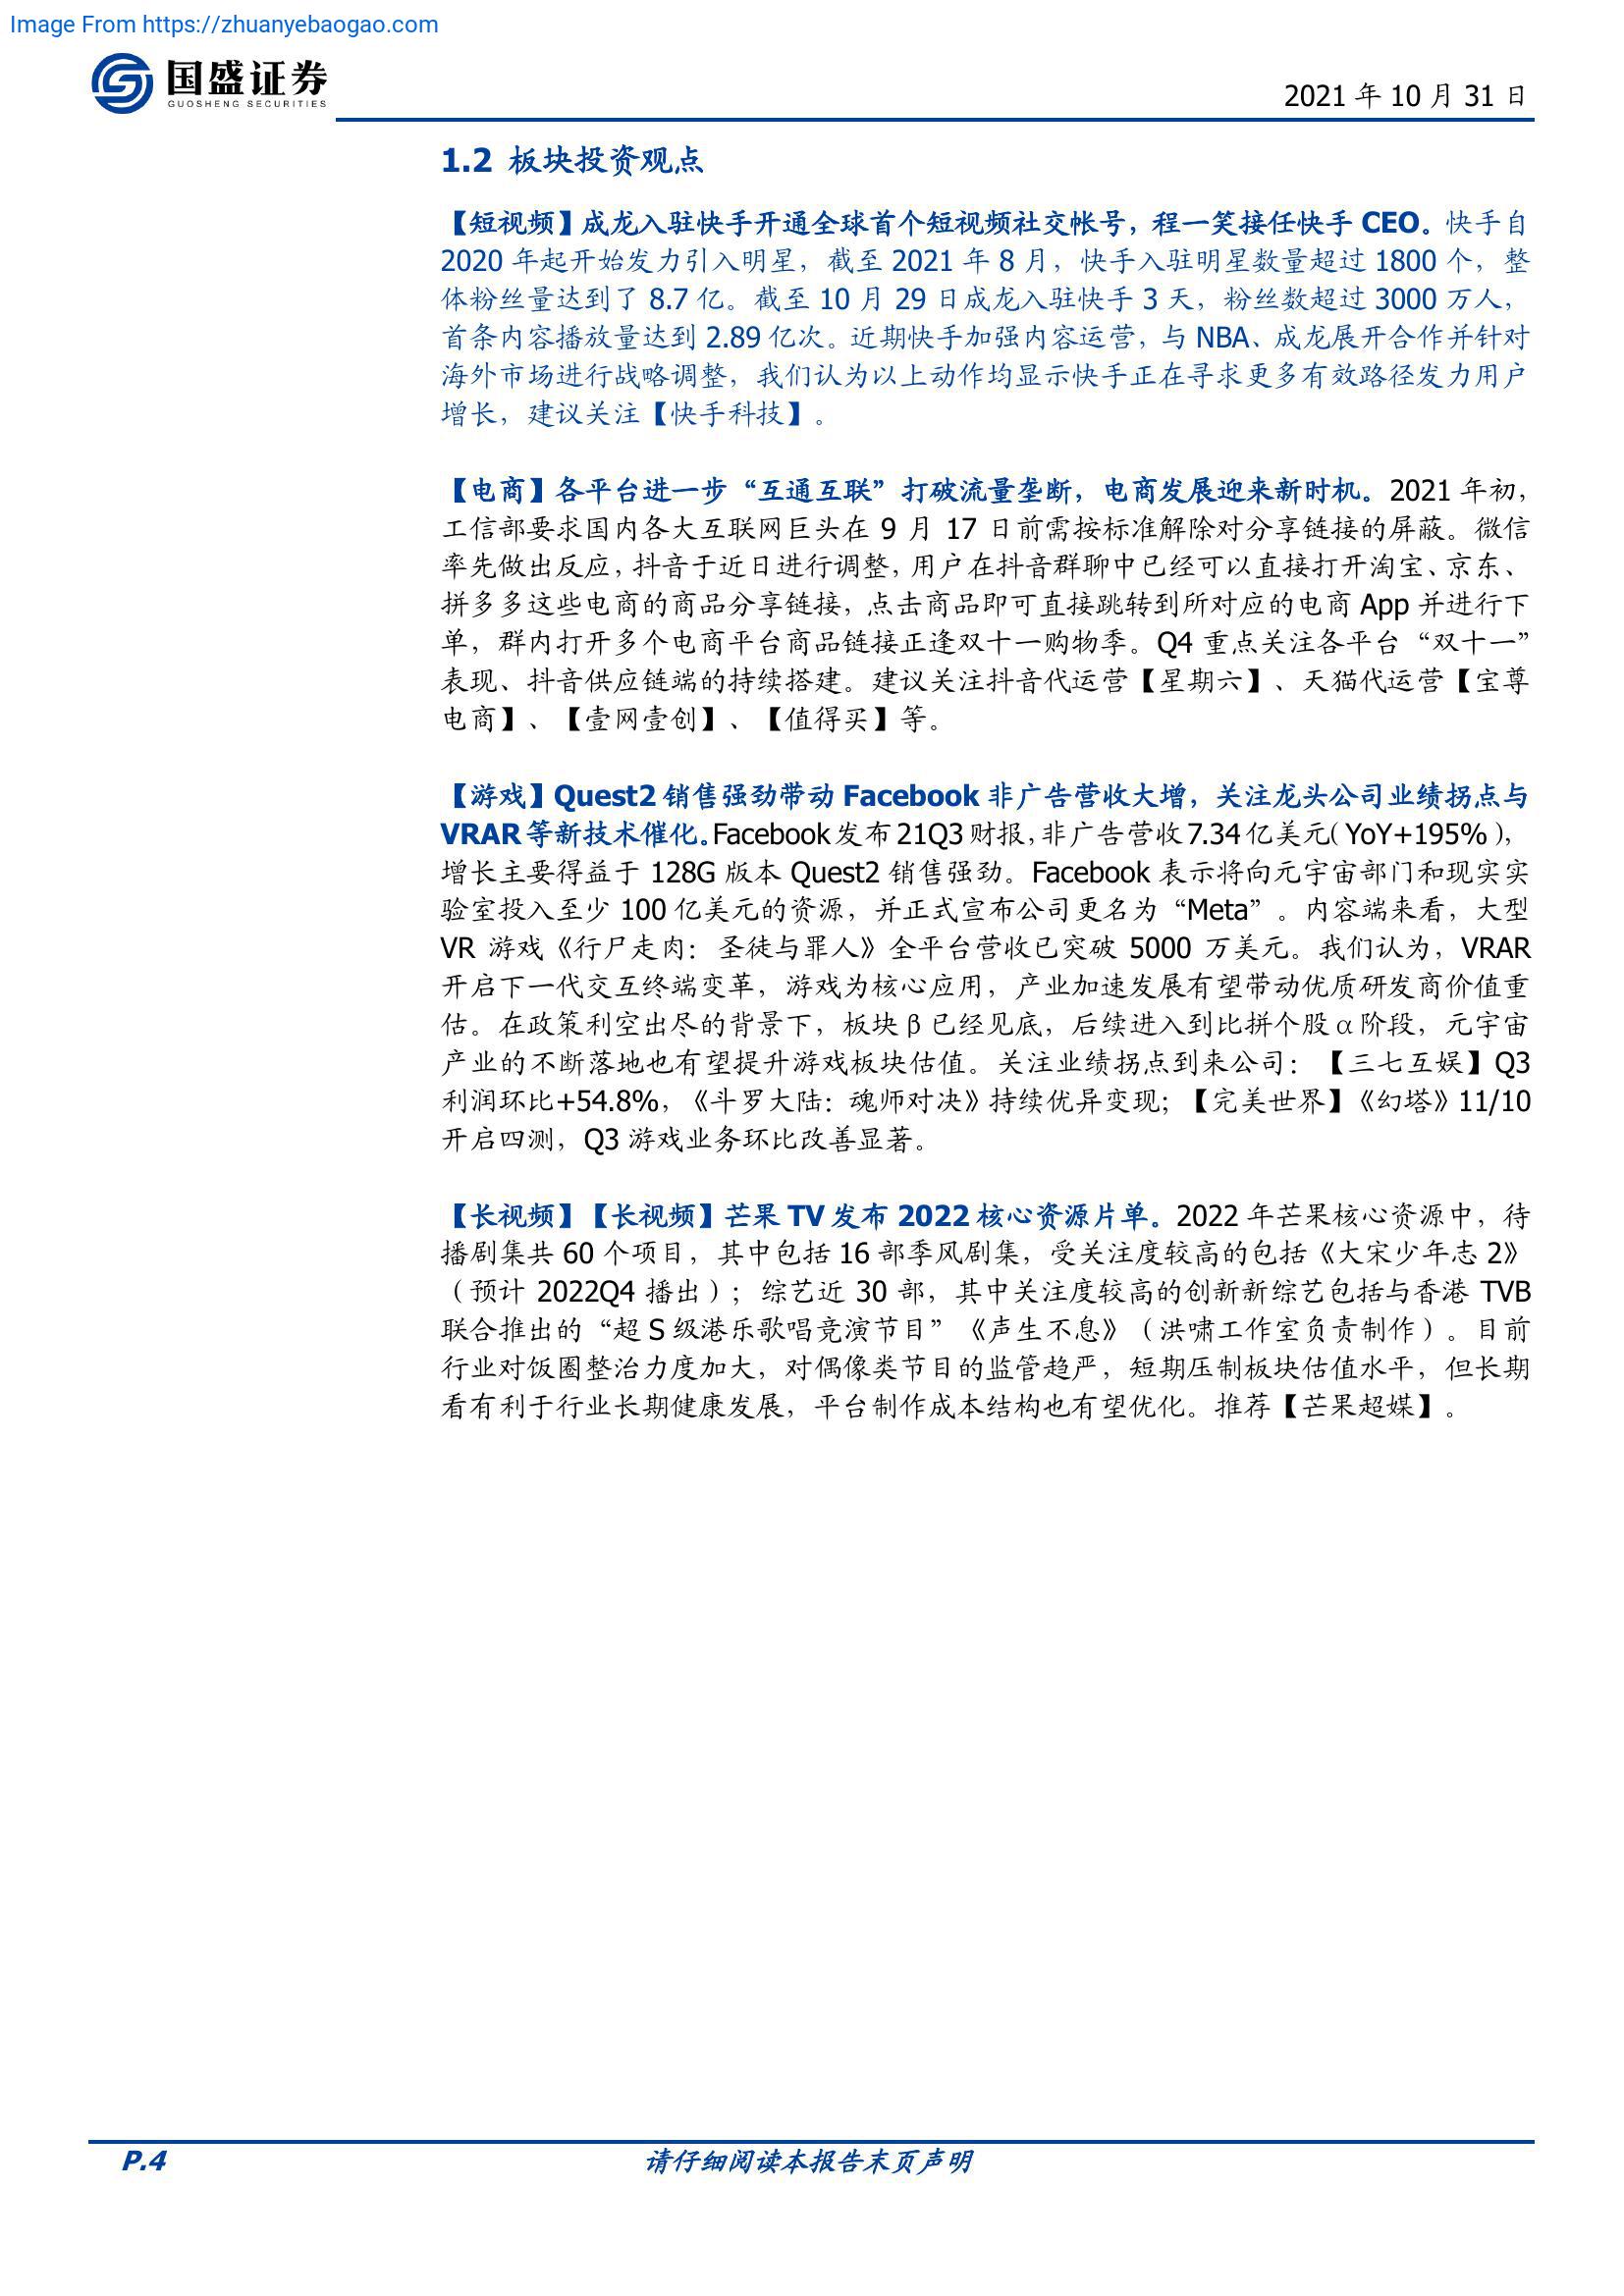 Image From https://zhuanyebaogao.com
国盛证券
GUOSHENG SECURITIES
2021 年 10 月 31 日
1.2 板块投资观点
【短视频】成龙入驻快手开通全球首个短视频社交帐号，程一笑接任快手 CEO。快手自
2020 年起开始发力引入明星，截至 2021 年 8 月，快手入驻明星数量超过 1800 个，整
体粉丝量达到了 8.7 亿。截至 10 月 29 日成龙入驻快手 3 天，粉丝数超过 3000 万人，
首条内容播放量达到 2.89 亿次。近期快手加强内容运营，与 NBA、成龙展开合作并针对
海外市场进行战略调整，我们认为以上动作均显示快手正在寻求更多有效路径发力用户
增长，建议关注【快手科技】。
【电商】各平台进一步“互通互联”打破流量垄断，电商发展迎来新时机。2021 年初，
工信部要求国内各大互联网巨头在 9 月 17 日前需按标准解除对分享链接的屏蔽。微信
率先做出反应，抖音于近日进行调整，用户在抖音群聊中已经可以直接打开淘宝、京东、
拼多多这些电商的商品分享链接，点击商品即可直接跳转到所对应的电商 App 并进行下
单，群内打开多个电商平台商品链接正逢双十一购物季。Q4 重点关注各平台“双十一”
表现、抖音供应链端的持续搭建。建议关注抖音代运营【星期六】、天猫代运营【宝尊
电商】、【壹网壹创】、【值得买】等。
【游戏】Quest2 销售强劲带动 Facebook 非广告营收大增，关注龙头公司业绩拐点与
VRAR 等新技术催化。Facebook 发布 21Q3 财报，非广告营收 7.34 亿美元（YoY+195%），
增长主要得益于 128G 版本 Quest2 销售强劲。Facebook 表示将向元宇宙部门和现实实
验室投入至少 100 亿美元的资源，并正式宣布公司更名为“Meta”。内容端来看，大型
VR 游戏《行尸走肉：圣徒与罪人》全平台营收已突破 5000 万美元。我们认为，VRAR
开启下一代交互终端变革，游戏为核心应用，产业加速发展有望带动优质研发商价值重
估。在政策利空出尽的背景下，板块 β 已经见底，后续进入到比拼个股 α 阶段，元宇宙
产业的不断落地也有望提升游戏板块估值。关注业绩拐点到来公司：【三七互娱】Q3
利润环比+54.8%，《斗罗大陆：魂师对决》持续优异变现；【完美世界】《幻塔》11/10
开启四测，Q3 游戏业务环比改善显著。
【长视频】【长视频】芒果 TV 发布 2022 核心资源片单。2022 年芒果核心资源中，待
播剧集共 60 个项目，其中包括 16 部季风剧集，受关注度较高的包括《大宋少年志 2》
（预计 2022Q4 播出）；综艺近 30 部，其中关注度较高的创新新综艺包括与香港 TVB
联合推出的“超 S 级港乐歌唱竞演节目”《声生不息》（洪啸工作室负责制作）。目前
行业对饭圈整治力度加大，对偶像类节目的监管趋严，短期压制板块估值水平，但长期
看有利于行业长期健康发展，平台制作成本结构也有望优化。推荐【芒果超媒】。
P.4
请仔细阅读本报告末页声明